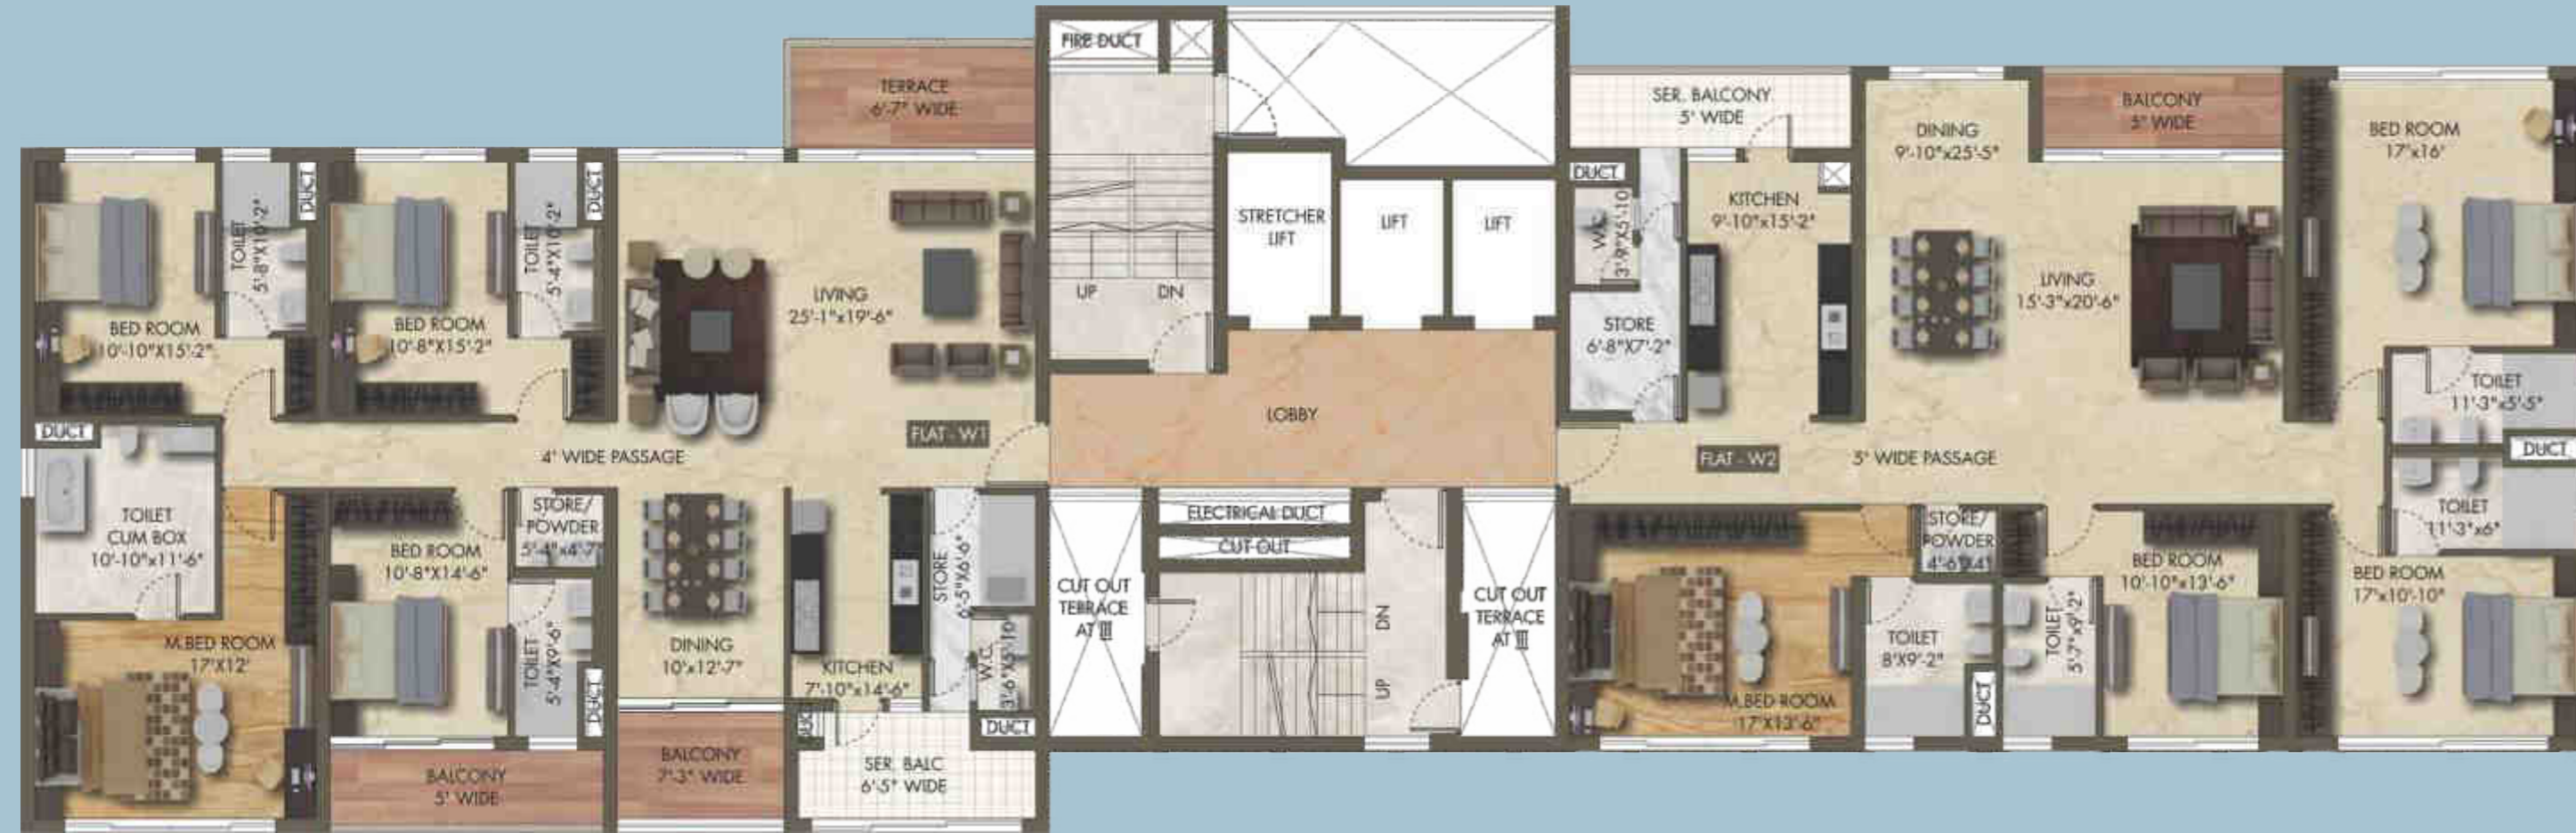 TERRACE
6'-7" WIDE
BED ROOM
10'-10"X15'-2"
TOILET
5'-8"X10'-2"
DUCT
BED ROOM
10'-8"X15'-2"
TOILET
5'-4"X10'-2"
DUCT
LIVING
25'-1"x19'-6"
FLAT - W1
4' WIDE PASSAGE
DUCT
TOILET
CUM BOX
10'-10"x11'-6"
M.BED ROOM
17'X12'
BED ROOM
10'-8"X14'-6"
STORE/
POWDER
5'-4"x4'-7"
TOILET
5'-4"X9'-6"
DUCT
BALCONY
5' WIDE
DINING
10'x12'-7"
BALCONY
7'-3" WIDE
KITCHEN
7'-10"x14'-6"
STORE
6'-5"X6'-6"
W.C.
3'-6"X5'-10"
DUCT
DUCT
SER. BALC
6'-5" WIDE
FIRE DUCT
UP
DN
STRETCHER
LIFT
LIFT
LIFT
LOBBY
ELECTRICAL DUCT
CUT OUT
CUT OUT
TERRACE
AT III
DN
UP
CUT OUT
TERRACE
AT III
SER. BALCONY
5' WIDE
DUCT
W.C.
3'-9"X5'-10
STORE
6'-8"X7'-2"
KITCHEN
9'-10"x15'-2"
DINING
9'-10"x25'-5"
BALCONY
5' WIDE
LIVING
15'-3"x20'-6"
BED ROOM
17'x16'
TOILET
11'-3"x5'-5"
DUCT
TOILET
11'-3"x6"
BED ROOM
17'x10'-10"
FLAT - W2
5' WIDE PASSAGE
M.BED ROOM
17'X13'-6"
STORE/
POWDER
TOILET
8'X9'-2"
DUCT
TOILET
5'-7"x9'-2"
BED ROOM
10'-10"x13'-6"